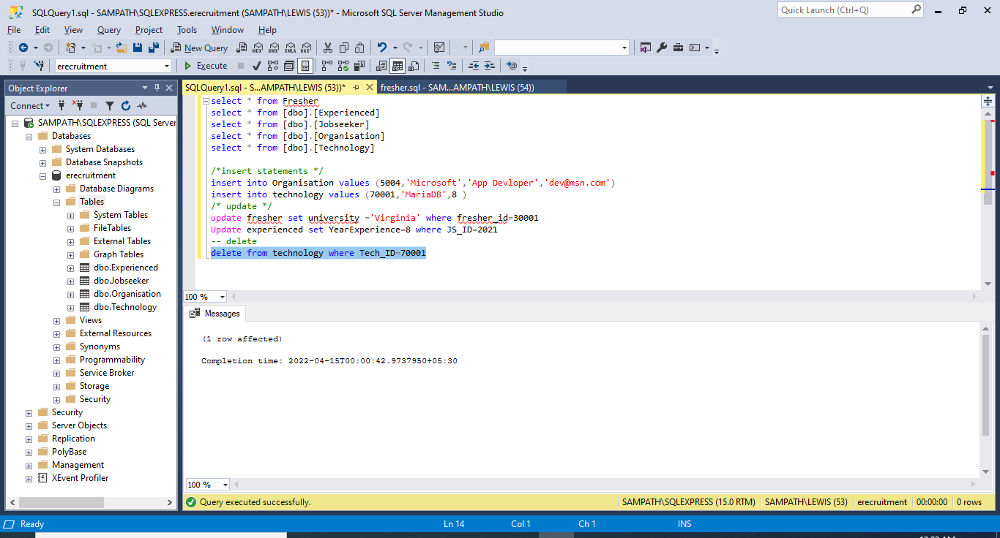 SQLQuery1.sql - SAMPATH\SQLEXPRESS.erecruitment (SAMPATH\LEWIS (53))* - Microsoft SQL Server Management Studio
Quick Launch (Ctrl+Q)
File Edit View Query Project Tools Window Help
New Query MDX DMX XMLA DAX
erecruitment Execute
Object Explorer
Connect
SAMPATH\SQLEXPRESS (SQL Server
Databases
System Databases
Database Snapshots
erecruitment
Database Diagrams
Tables
System Tables
FileTables
External Tables
Graph Tables
dbo.Experienced
dbo.Jobseeker
dbo.Organisation
dbo.Technology
Views
External Resources
Synonyms
Programmability
Service Broker
Storage
Security
Security
Server Objects
Replication
PolyBase
Management
XEvent Profiler
SQLQuery1.sql - S...AMPATH\LEWIS (53))* fresher.sql - SAM...AMPATH\LEWIS (54))
select * from Fresher
select * from [dbo].[Experienced]
select * from [dbo].[Jobseeker]
select * from [dbo].[Organisation]
select * from [dbo].[Technology]
/*insert statements */
insert into Organisation values (5004,'Microsoft','App Devloper','dev@msn.com')
insert into technology values (70001,'MariaDB',8 )
/* update */
update fresher set university ='Virginia' where fresher_id=30001
Update experienced set YearExperience=8 where JS_ID=2021
-- delete
delete from technology where Tech_ID=70001
100 %
Messages
(1 row affected)
Completion time: 2022-04-15T00:00:42.9737950+05:30
100 %
Query executed successfully. SAMPATH\SQLEXPRESS (15.0 RTM) SAMPATH\LEWIS (53) erecruitment 00:00:00 0 rows
Ready Ln 14 Col 1 Ch 1 INS